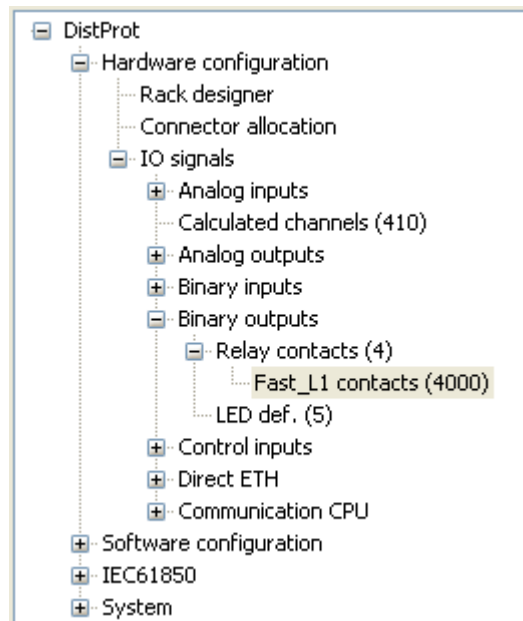 DistProt
Hardware configuration
Rack designer
Connector allocation
IO signals
Analog inputs
Calculated channels (410)
Analog outputs
Binary inputs
Binary outputs
Relay contacts (4)
Fast_L1 contacts (4000)
LED def. (5)
Control inputs
Direct ETH
Communication CPU
Software configuration
IEC61850
System